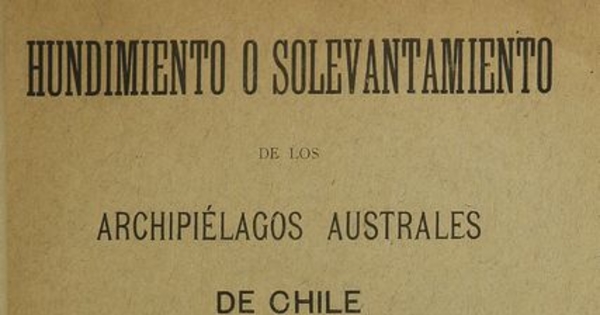 HUNDIMIENTO O SOLEVANTAMIENTO
DE LOS
ARCHIPIÉLAGOS AUSTRALES
DE CHILE